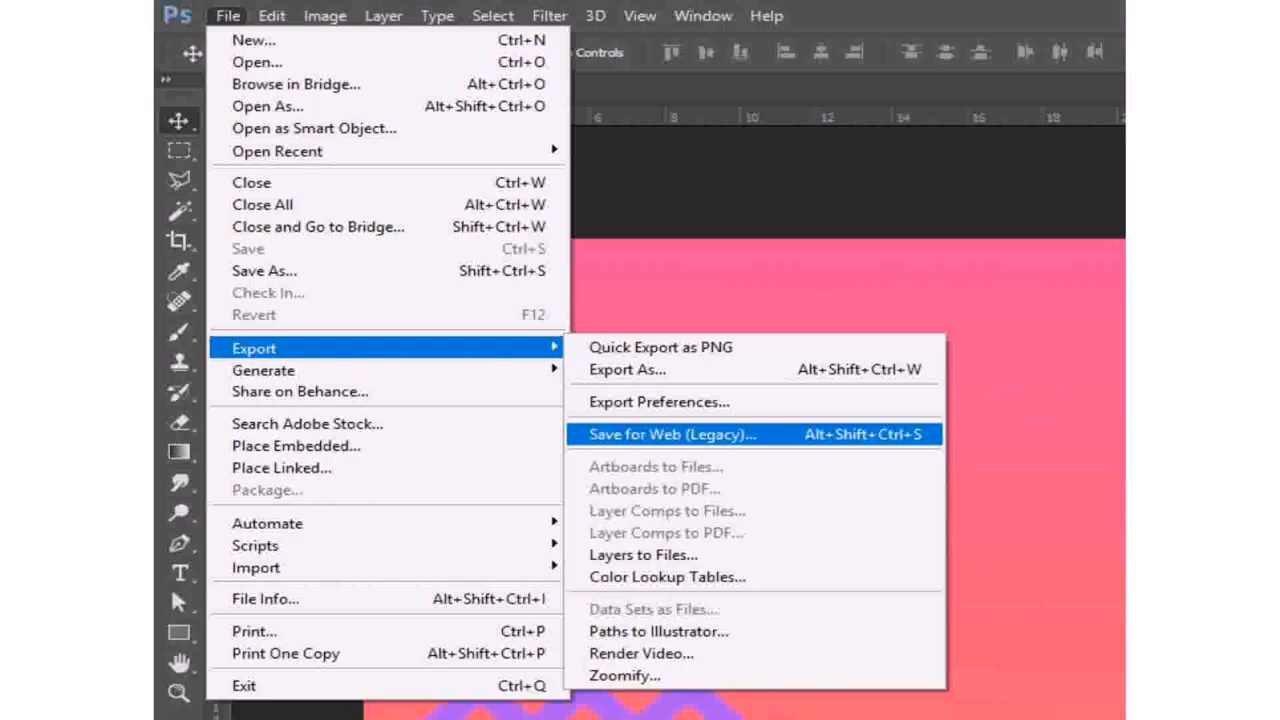 Ps File Edit Image Layer Type Select Filter 3D View Window Help
Controls
New... Ctrl+N
Open... Ctrl+O
Browse in Bridge... Alt+Ctrl+O
Open As... Alt+Shift+Ctrl+O
Open as Smart Object...
Open Recent
6 8 10 12 14 16 18
Close Ctrl+W
Close All Alt+Ctrl+W
Close and Go to Bridge... Shift+Ctrl+W
Save Ctrl+S
Save As... Shift+Ctrl+S
Check In...
Revert F12
Export
Generate
Share on Behance...
Search Adobe Stock...
Place Embedded...
Place Linked...
Package...
Automate
Scripts
Import
File Info... Alt+Shift+Ctrl+I
Print... Ctrl+P
Print One Copy Alt+Shift+Ctrl+P
Exit Ctrl+Q
Quick Export as PNG
Export As... Alt+Shift+Ctrl+W
Export Preferences...
Save for Web (Legacy)... Alt+Shift+Ctrl+S
Artboards to Files...
Artboards to PDF...
Layer Comps to Files...
Layer Comps to PDF...
Layers to Files...
Color Lookup Tables...
Data Sets as Files...
Paths to Illustrator...
Render Video...
Zoomify...